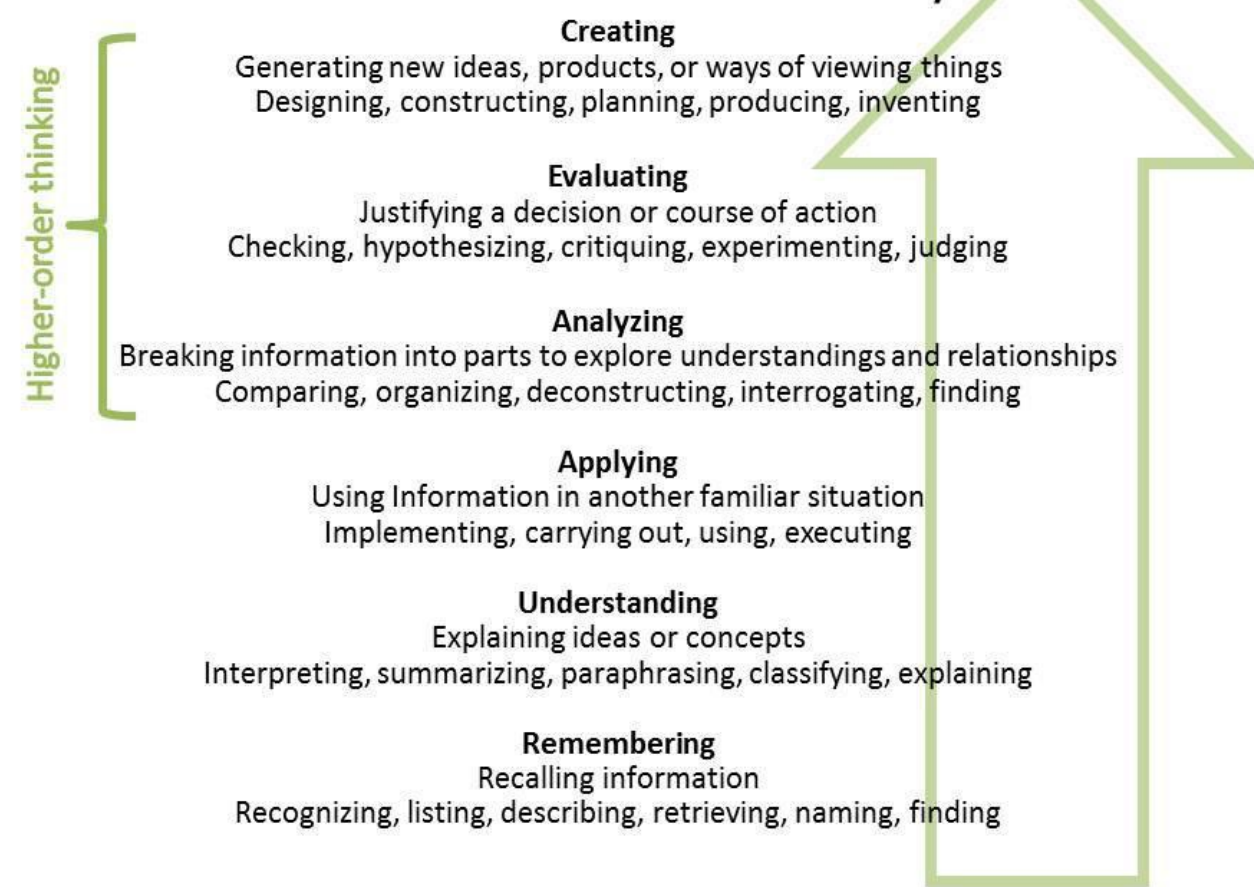 Creating
Generating new ideas, products, or ways of viewing things
Designing, constructing, planning, producing, inventing
Higher-order thinking
Evaluating
Justifying a decision or course of action
Checking, hypothesizing, critiquing, experimenting, judging
Analyzing
Breaking information into parts to explore understandings and relationships
Comparing, organizing, deconstructing, interrogating, finding
Applying
Using Information in another familiar situation
Implementing, carrying out, using, executing
Understanding
Explaining ideas or concepts
Interpreting, summarizing, paraphrasing, classifying, explaining
Remembering
Recalling information
Recognizing, listing, describing, retrieving, naming, finding